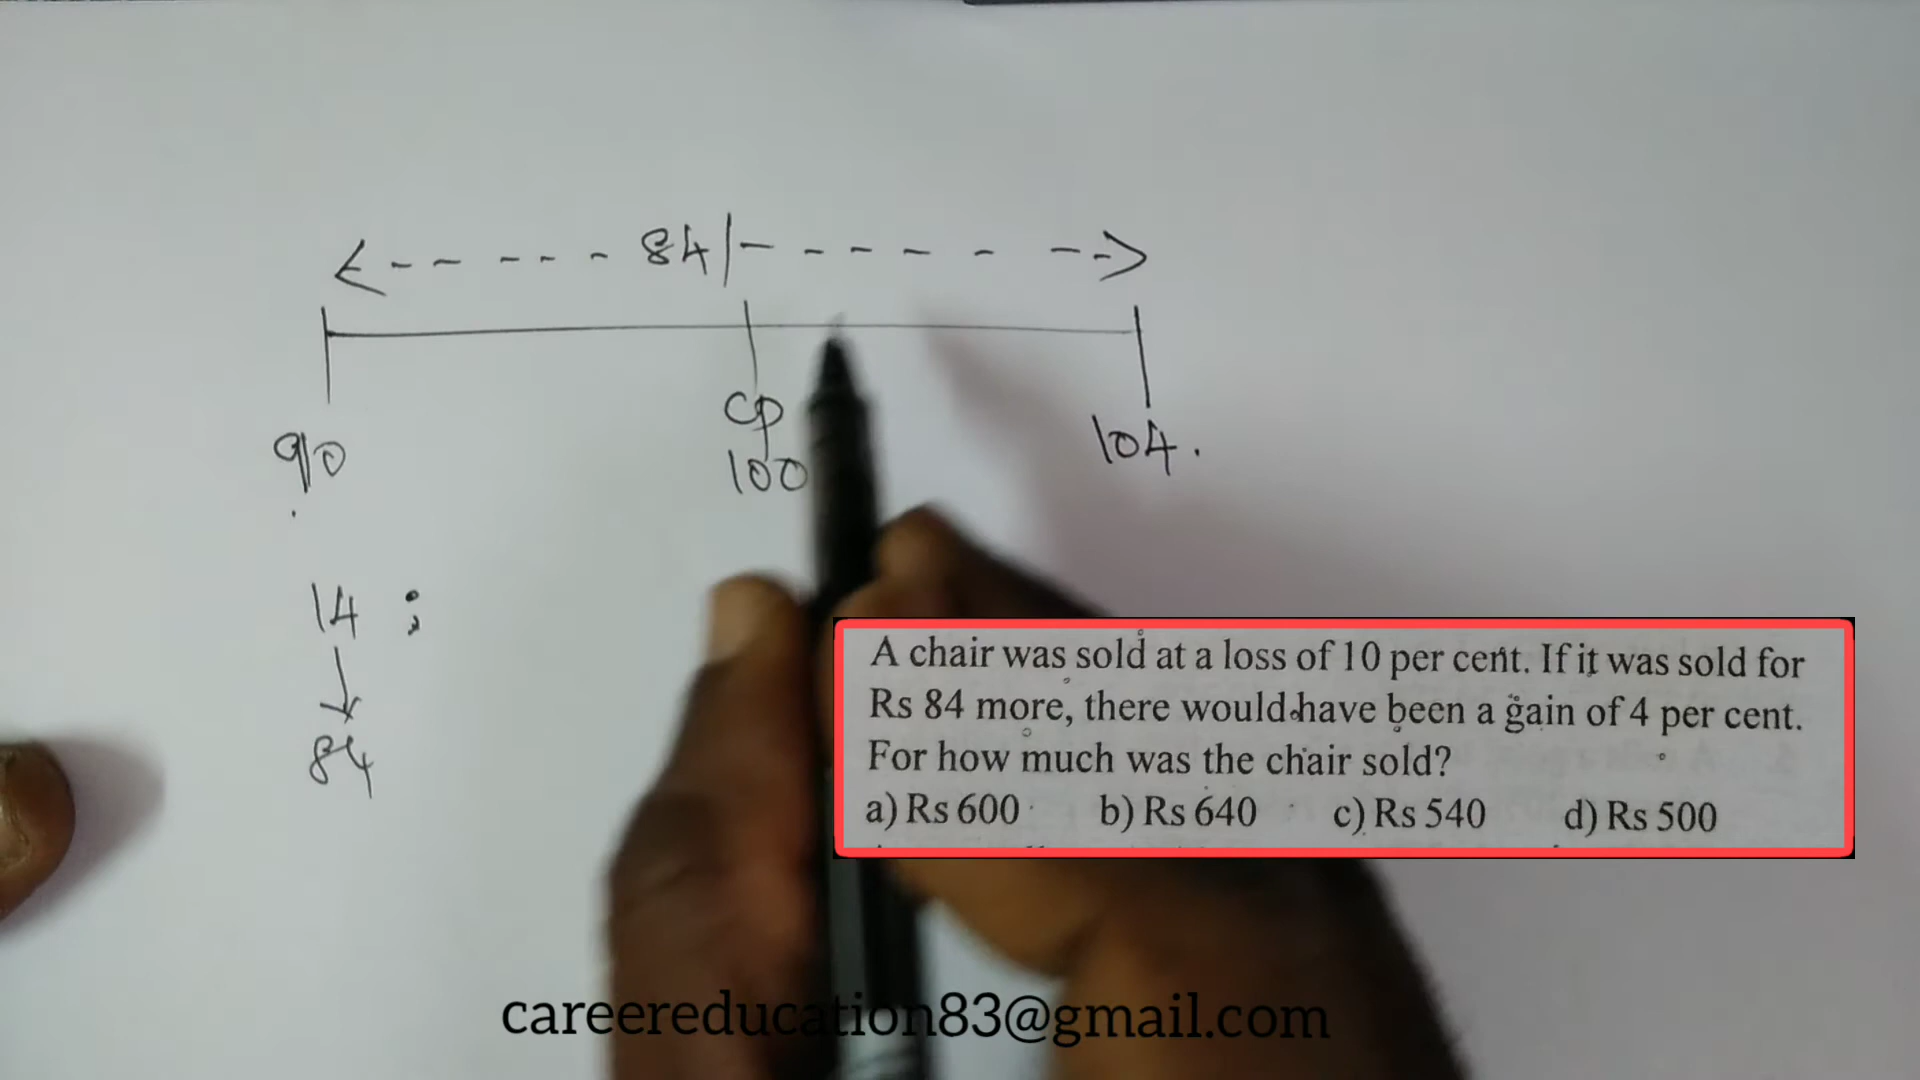 84/-
CP
90 100 104.
14 :
84
A chair was sold at a loss of 10 per cent. If it was sold for
Rs 84 more, there would have been a gain of 4 per cent.
For how much was the chair sold?
a) Rs 600 b) Rs 640 c) Rs 540 d) Rs 500
careereducation83@gmail.com